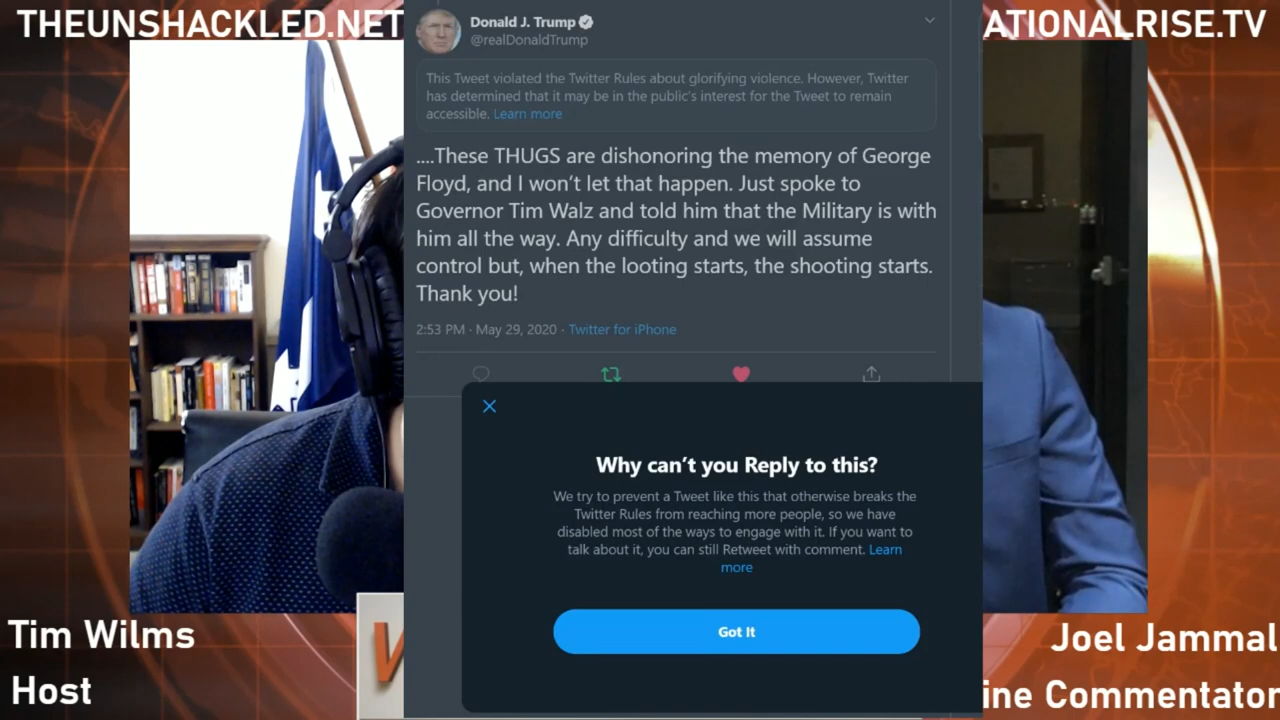 THEUNSHACKLED.NET
ATIONALRISE.TV
Donald J. Trump
@realDonaldTrump
This Tweet violated the Twitter Rules about glorifying violence. However, Twitter
has determined that it may be in the public's interest for the Tweet to remain
accessible. Learn more
....These THUGS are dishonoring the memory of George
Floyd, and I won't let that happen. Just spoke to
Governor Tim Walz and told him that the Military is with
him all the way. Any difficulty and we will assume
control but, when the looting starts, the shooting starts.
Thank you!
2:53 PM · May 29, 2020 · Twitter for iPhone
Why can't you Reply to this?
We try to prevent a Tweet like this that otherwise breaks the
Twitter Rules from reaching more people, so we have
disabled most of the ways to engage with it. If you want to
talk about it, you can still Retweet with comment. Learn
more
Got It
Tim Wilms
Host
Joel Jammal
ine Commentator